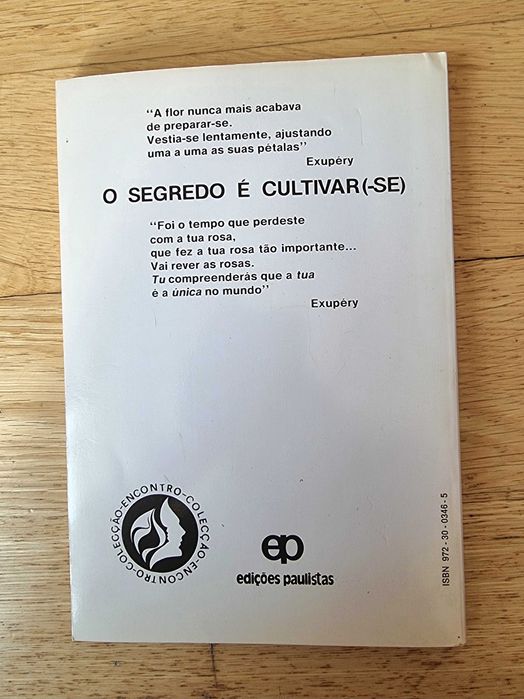 "A flor nunca mais acabava
de preparar-se.
Vestia-se lentamente, ajustando
uma a uma as suas pétalas"
Exupéry
O SEGREDO É CULTIVAR(-SE)
"Foi o tempo que perdeste
com a tua rosa,
que fez a tua rosa tão importante...
Vai rever as rosas.
Tu compreenderás que a tua
é a única no mundo"
Exupéry
COLECÇÃO-ENCONTRO-COLECÇÃO-ENCONTRO-
ep
edições paulistas
ISBN 972-30-0346-5